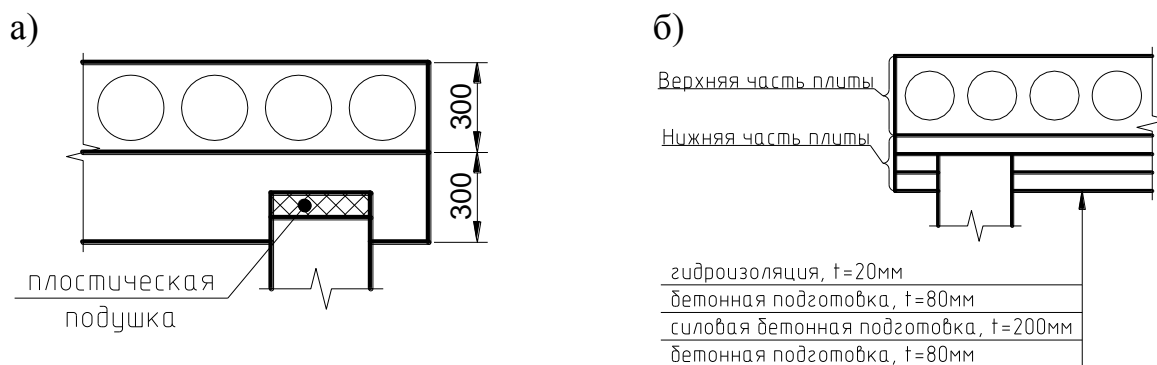 а)
300
300
плостическая
подушка
б)
Верхняя часть плиты
Нижняя часть плиты
гидроизоляция, t=20мм
бетонная подготовка, t=80мм
силовая бетонная подготовка, t=200мм
бетонная подготовка, t=80мм